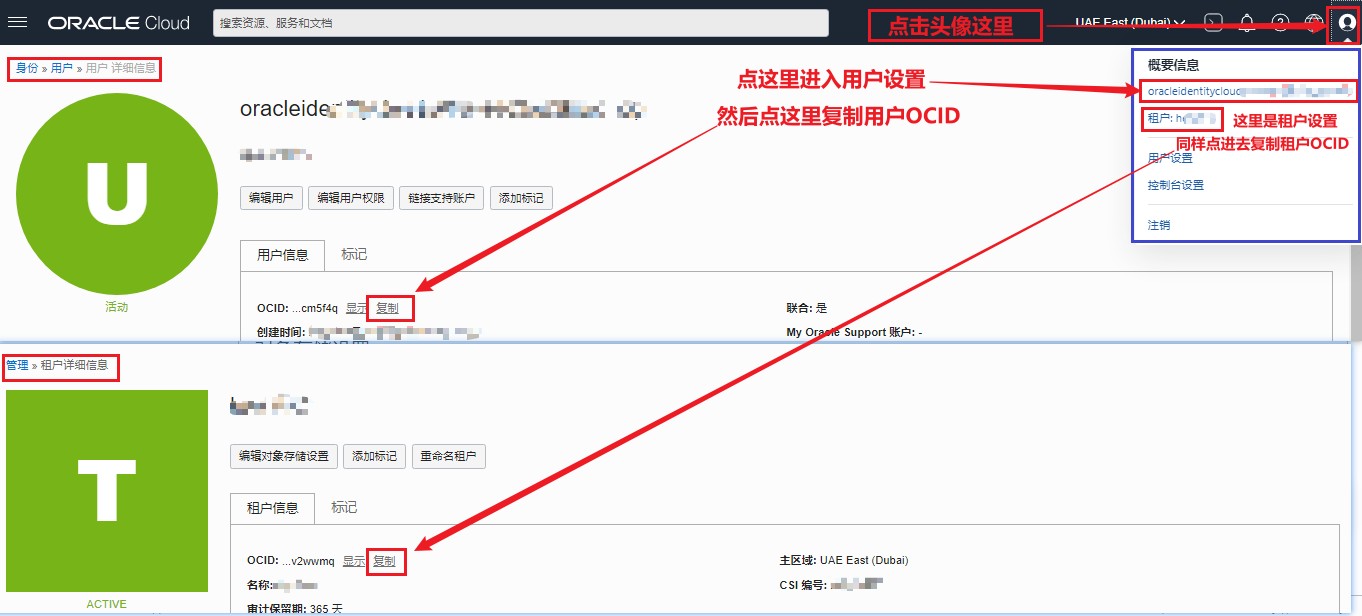 ORACLE Cloud
搜索资源、服务和文档
点击头像这里
UAE East (Dubai)
身份 » 用户 » 用户 详细信息
概要信息
点这里进入用户设置
oracleidentitycloud
oracleiden
然后点这里复制用户OCID
租户: he
这里是租户设置
同样点进去复制租户OCID
用户设置
U
控制台设置
编辑用户
编辑用户权限
链接支持账户
添加标记
注销
用户信息
标记
活动
OCID: ...cm5f4q 显示 复制
联合: 是
创建时间:
My Oracle Support 账户: -
管理 » 租户详细信息
编辑对象存储设置
添加标记
重命名租户
T
租户信息
标记
OCID: ...v2wwmq 显示 复制
主区域: UAE East (Dubai)
名称:
CSI 编号:
ACTIVE
审计保留期: 365 天